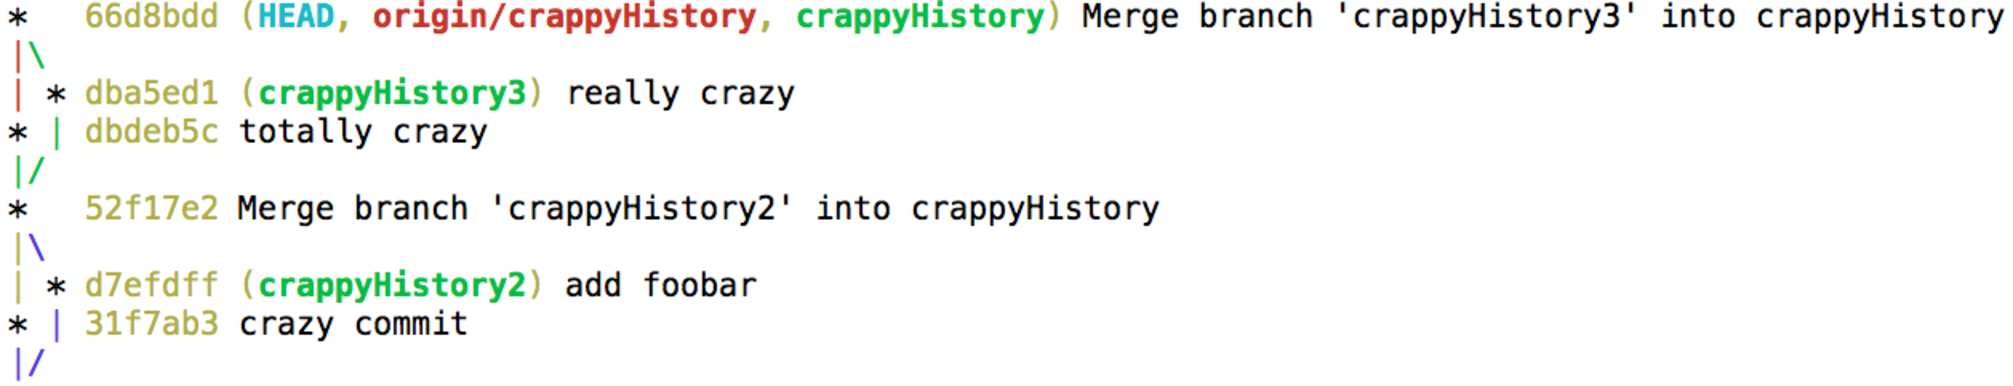 *   66d8bdd (HEAD, origin/crappyHistory, crappyHistory) Merge branch 'crappyHistory3' into crappyHistory
|\
| * dba5ed1 (crappyHistory3) really crazy
* | dbdeb5c totally crazy
|/
*   52f17e2 Merge branch 'crappyHistory2' into crappyHistory
|\
| * d7efdff (crappyHistory2) add foobar
* | 31f7ab3 crazy commit
|/